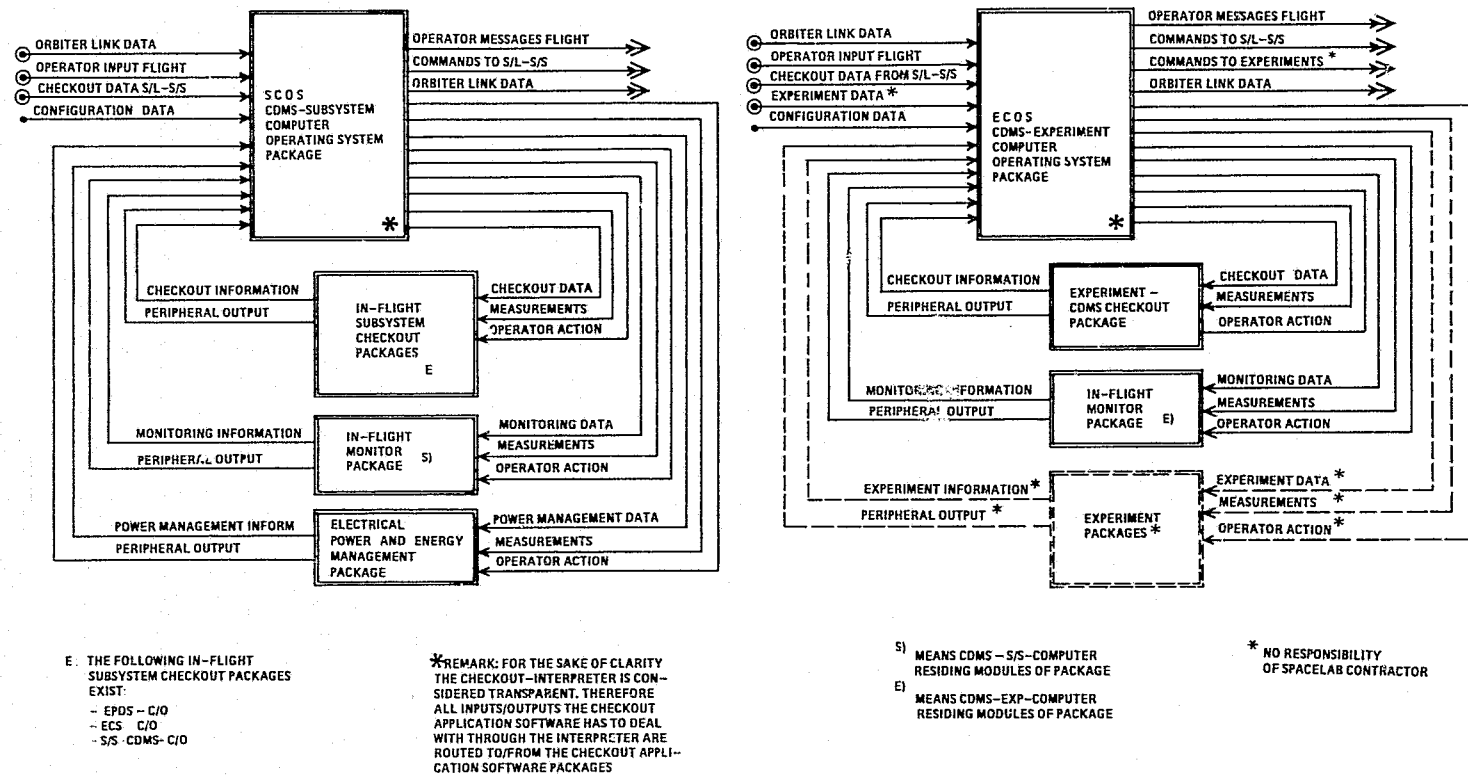 ORBITER LINK DATA
OPERATOR INPUT FLIGHT
CHECKOUT DATA S/L-S/S
CONFIGURATION DATA
SCOS
CDMS-SUBSYSTEM
COMPUTER
OPERATING SYSTEM
PACKAGE
*
OPERATOR MESSAGES FLIGHT
COMMANDS TO S/L-S/S
ORBITER LINK DATA
CHECKOUT INFORMATION
PERIPHERAL OUTPUT
IN-FLIGHT
SUBSYSTEM
CHECKOUT
PACKAGES
E
CHECKOUT DATA
MEASUREMENTS
OPERATOR ACTION
MONITORING INFORMATION
PERIPHERAL OUTPUT
IN-FLIGHT
MONITOR
PACKAGE S)
MONITORING DATA
MEASUREMENTS
OPERATOR ACTION
POWER MANAGEMENT INFORM
PERIPHERAL OUTPUT
ELECTRICAL
POWER AND ENERGY
MANAGEMENT
PACKAGE
POWER MANAGEMENT DATA
MEASUREMENTS
OPERATOR ACTION
E: THE FOLLOWING IN-FLIGHT
SUBSYSTEM CHECKOUT PACKAGES
EXIST:
- EPDS - C/O
- ECS C/O
- S/S - CDMS- C/O
*REMARK: FOR THE SAKE OF CLARITY
THE CHECKOUT-INTERPRETER IS CON-
SIDERED TRANSPARENT. THEREFORE
ALL INPUTS/OUTPUTS THE CHECKOUT
APPLICATION SOFTWARE HAS TO DEAL
WITH THROUGH THE INTERPRETER ARE
ROUTED TO/FROM THE CHECKOUT APPLI-
CATION SOFTWARE PACKAGES
ORBITER LINK DATA
OPERATOR INPUT FLIGHT
CHECKOUT DATA FROM S/L-S/S
EXPERIMENT DATA *
CONFIGURATION DATA
ECOS
CDMS-EXPERIMENT
COMPUTER
OPERATING SYSTEM
PACKAGE
*
OPERATOR MESSAGES FLIGHT
COMMANDS TO S/L-S/S
COMMANDS TO EXPERIMENTS *
ORBITER LINK DATA
CHECKOUT INFORMATION
PERIPHERAL OUTPUT
EXPERIMENT -
CDMS CHECKOUT
PACKAGE
CHECKOUT DATA
MEASUREMENTS
OPERATOR ACTION
MONITORING INFORMATION
PERIPHERAL OUTPUT
IN-FLIGHT
MONITOR
PACKAGE E)
MONITORING DATA
MEASUREMENTS
OPERATOR ACTION
EXPERIMENT INFORMATION *
PERIPHERAL OUTPUT *
EXPERIMENT
PACKAGES *
EXPERIMENT DATA *
MEASUREMENTS *
OPERATOR ACTION *
S) MEANS CDMS - S/S-COMPUTER
RESIDING MODULES OF PACKAGE
E) MEANS CDMS-EXP-COMPUTER
RESIDING MODULES OF PACKAGE
* NO RESPONSIBILITY
OF SPACELAB CONTRACTOR